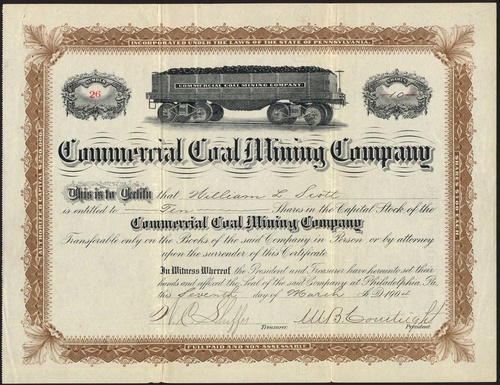 INCORPORATED UNDER THE LAWS OF THE STATE OF PENNSYLVANIA
NUMBER
26
SHARES
10
COMMERCIAL COAL MINING COMPANY
Commercial Coal Mining Company
This is to Certify that William L Scott
is entitled to Ten Shares in the Capital Stock of the
Commercial Coal Mining Company
Transferable only on the Books of the said Company in Person or by attorney
upon the surrender of this Certificate
In Witness Whereof the President and Treasurer have hereunto set their
hands and affixed the Seal of the said Company at Philadelphia, Pa.
this Seventh day of March A.D. 1904
Treasurer
President
FULL PAID AND NON-ASSESSABLE